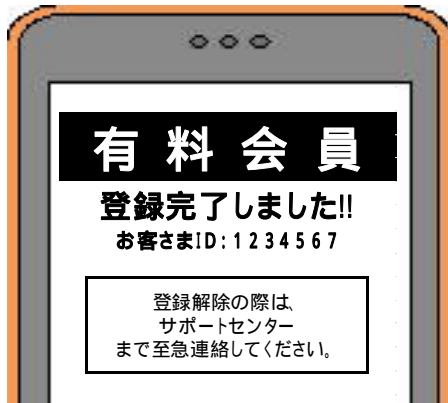 有料会員
登録完了しました!!
お客さまID:1234567
登録解除の際は、
サポートセンター
まで至急連絡してください。